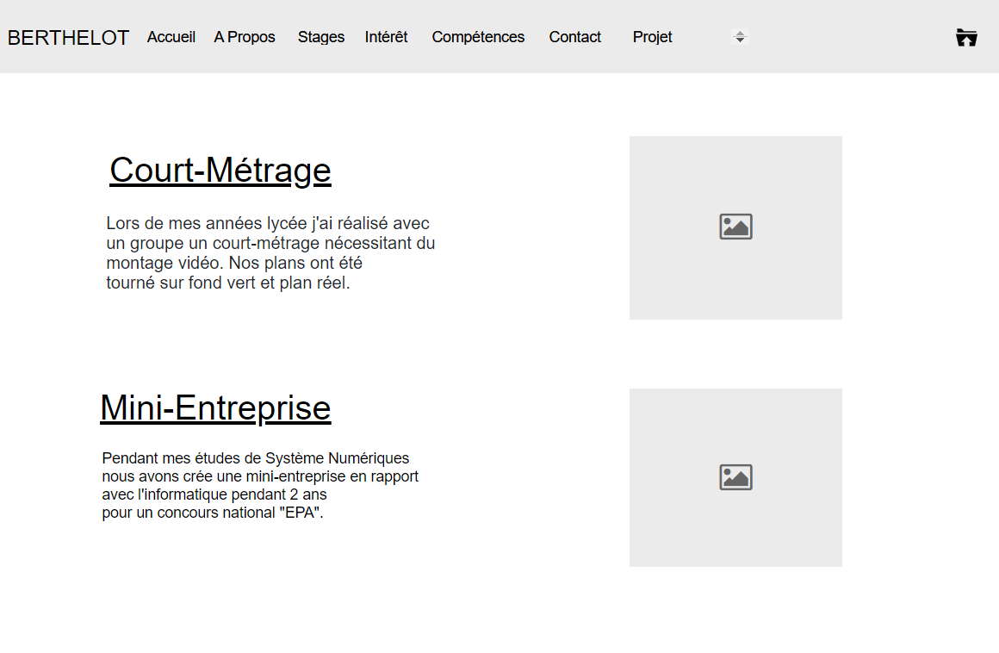 BERTHELOT Accueil A Propos Stages Intérêt Compétences Contact Projet
Court-Métrage
Lors de mes années lycée j'ai réalisé avec
un groupe un court-métrage nécessitant du
montage vidéo. Nos plans ont été
tourné sur fond vert et plan réel.
Mini-Entreprise
Pendant mes études de Système Numériques
nous avons crée une mini-entreprise en rapport
avec l'informatique pendant 2 ans
pour un concours national "EPA".